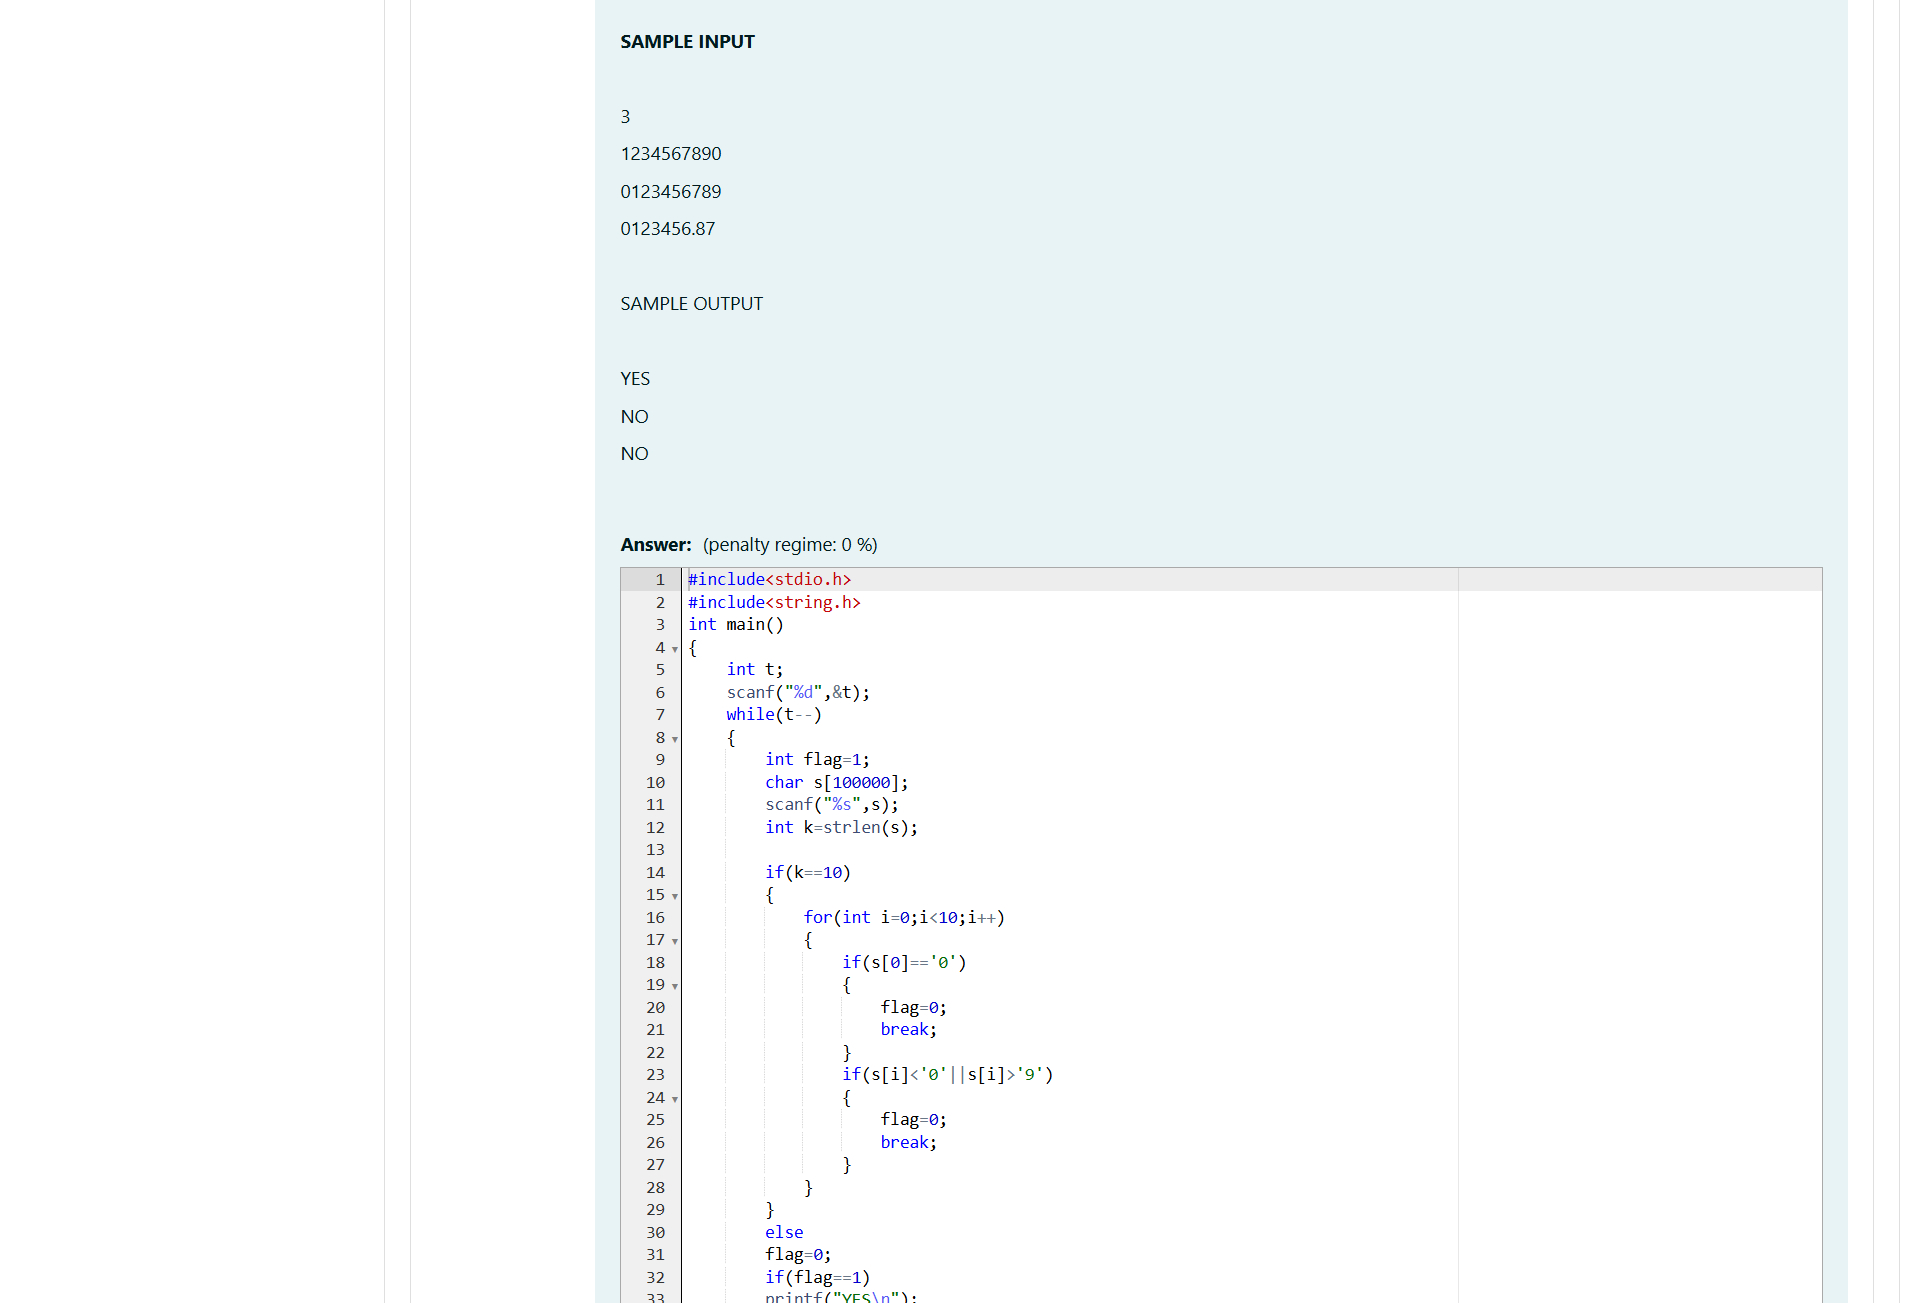 SAMPLE INPUT
3
1234567890
0123456789
0123456.87
SAMPLE OUTPUT
YES
NO
NO
Answer: (penalty regime: 0 %)
1 #include<stdio.h>
2 #include<string.h>
3 int main()
4 {
5 int t;
6 scanf("%d",&t);
7 while(t--)
8 {
9 int flag=1;
10 char s[100000];
11 scanf("%s",s);
12 int k=strlen(s);
13
14 if(k==10)
15 {
16 for(int i=0;i<10;i++)
17 {
18 if(s[0]=='0')
19 {
20 flag=0;
21 break;
22 }
23 if(s[i]<'0'||s[i]>'9')
24 {
25 flag=0;
26 break;
27 }
28 }
29 }
30 else
31 flag=0;
32 if(flag==1)
33 printf("YES\n");